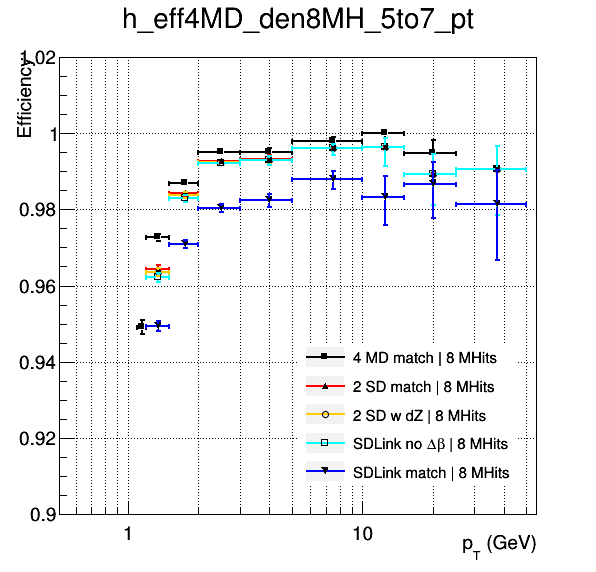 h_eff4MD_den8MH_5to7_pt
Efficiency
1.02
1
0.98
0.96
0.94
0.92
0.9
4 MD match | 8 MHits
2 SD match | 8 MHits
2 SD w dZ | 8 MHits
SDLink no Δβ | 8 MHits
SDLink match | 8 MHits
1
10
p_T (GeV)